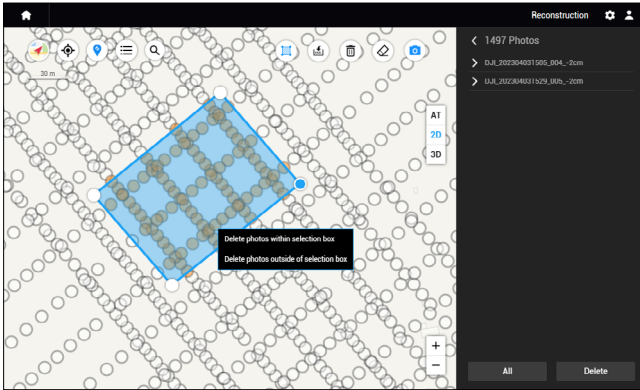 Reconstruction
1497 Photos
DJI_202304031505_004_-2cm
DJI_202304031529_005_-2cm
30 m
AT
2D
3D
Delete photos within selection box
Delete photos outside of selection box
+
−
All
Delete